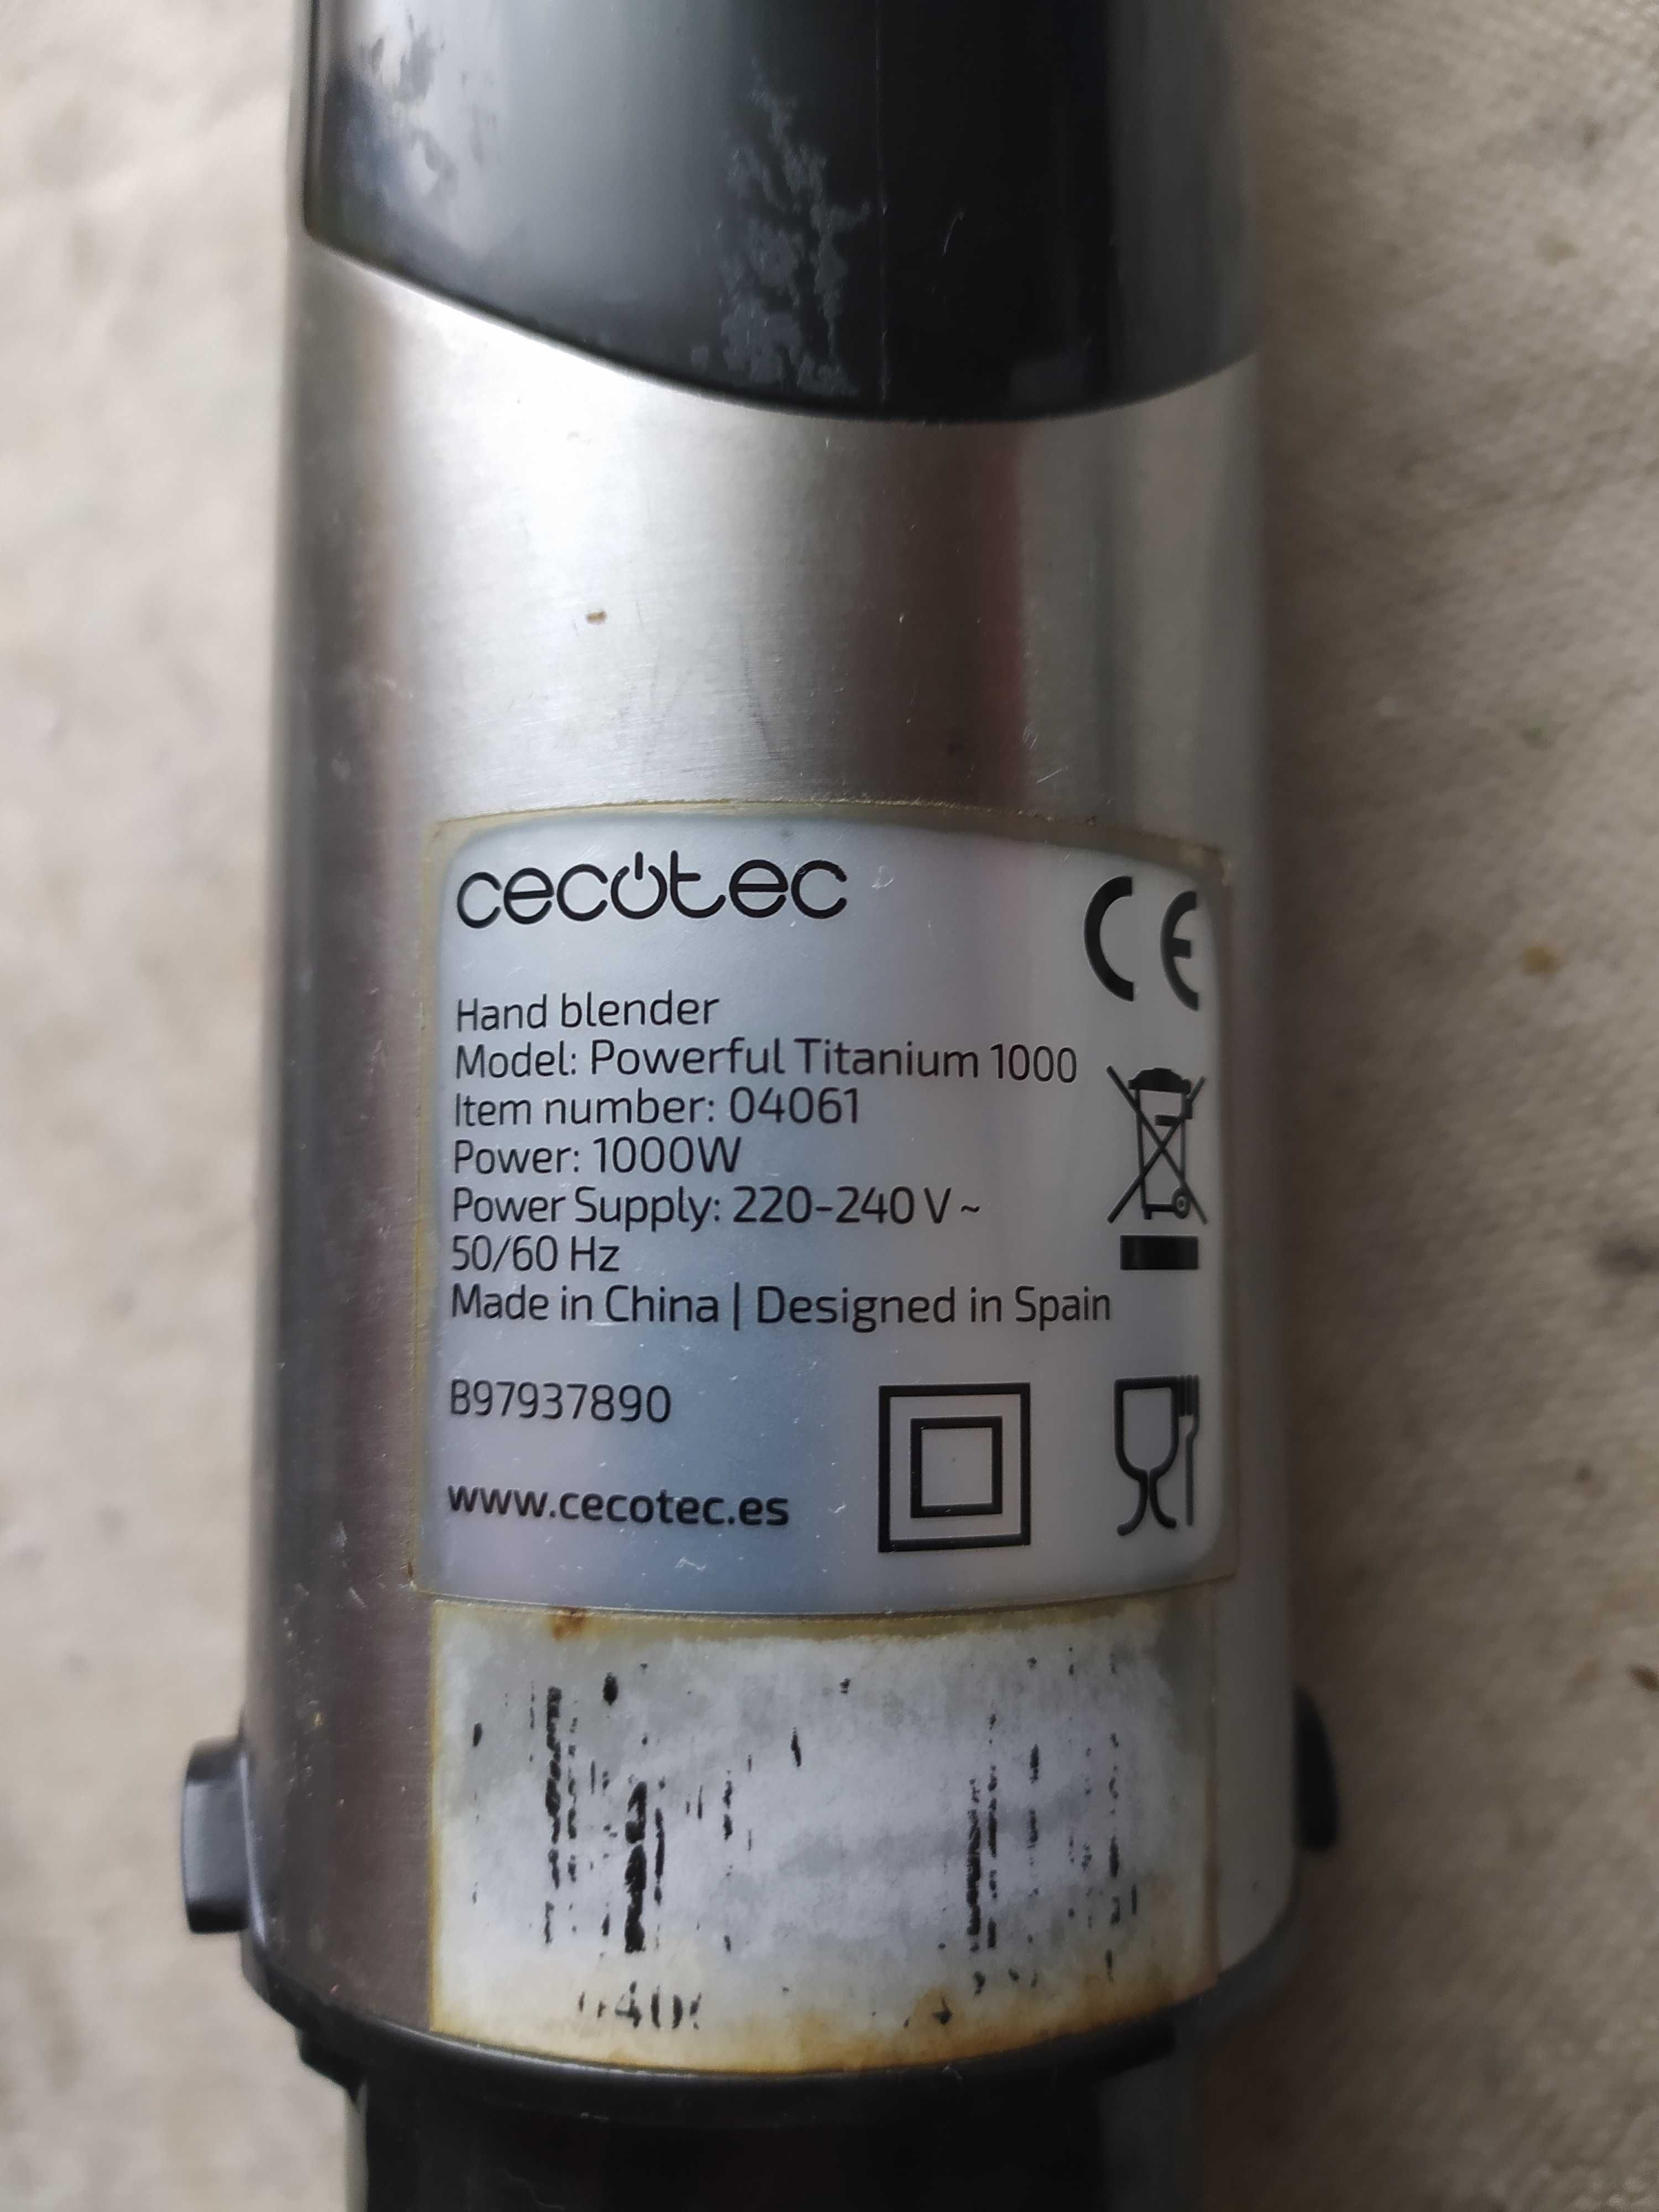 cecotec
CE
Hand blender
Model: Powerful Titanium 1000
Item number: 04061
Power: 1000W
Power Supply: 220-240 V ~
50/60 Hz
Made in China | Designed in Spain
B97937890
www.cecotec.es